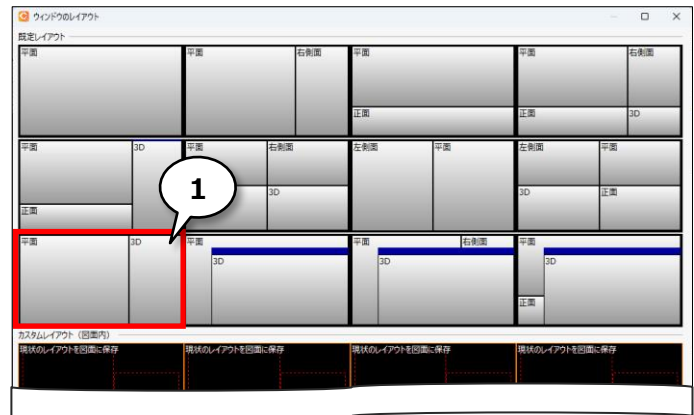 ウィンドウのレイアウト
既定レイアウト
平面 平面 右側面 平面 平面 右側面
正面 正面 3D
平面 3D 平面 右側面 左側面 平面 左側面 平面
1
3D 3D 正面
正面
平面 3D 平面 平面 右側面 平面
3D 3D 3D
正面
カスタムレイアウト（図面内）
現状のレイアウトを図面に保存 現状のレイアウトを図面に保存 現状のレイアウトを図面に保存 現状のレイアウトを図面に保存